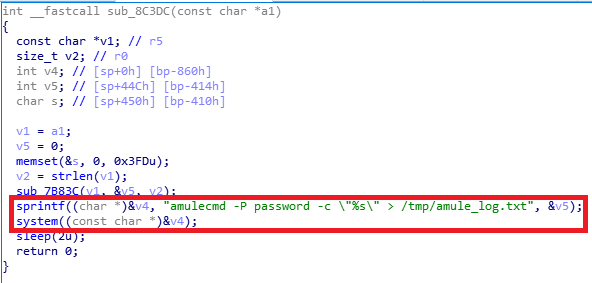 int __fastcall sub_8C3DC(const char *a1)
{
const char *v1; // r5
size_t v2; // r0
int v4; // [sp+0h] [bp-860h]
int v5; // [sp+44Ch] [bp-414h]
char s; // [sp+450h] [bp-410h]
v1 = a1;
v5 = 0;
memset(&s, 0, 0x3FDu);
v2 = strlen(v1);
sub_7B83C(v1, &v5, v2);
sprintf((char *)&v4, "amulecmd -P password -c \"%s\" > /tmp/amule_log.txt", &v5);
system((const char *)&v4);
sleep(2u);
return 0;
}